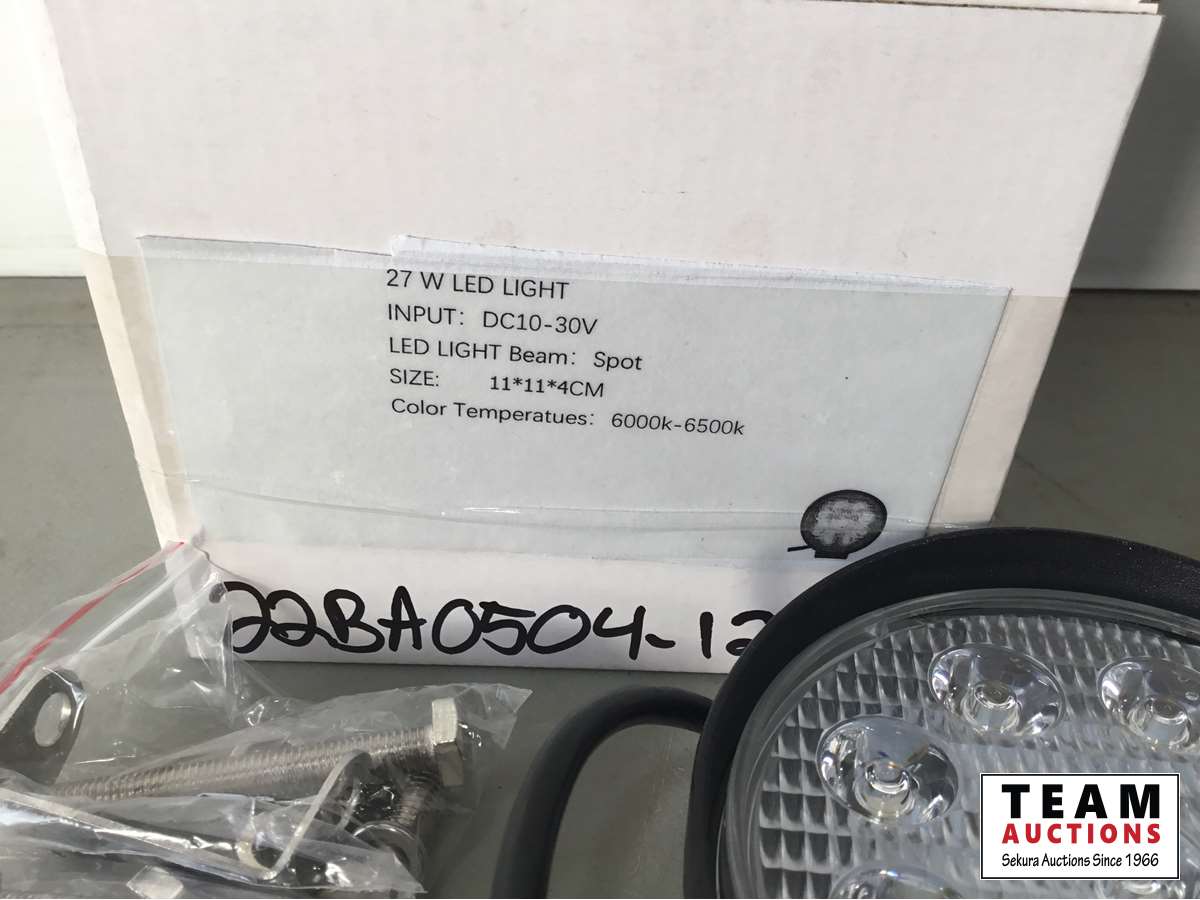 27 W LED LIGHT
INPUT: DC10-30V
LED LIGHT Beam: Spot
SIZE: 11*11*4CM
Color Temperatues: 6000k-6500k
22BA0504-12
TEAM
AUCTIONS
Sekura Auctions Since 1966